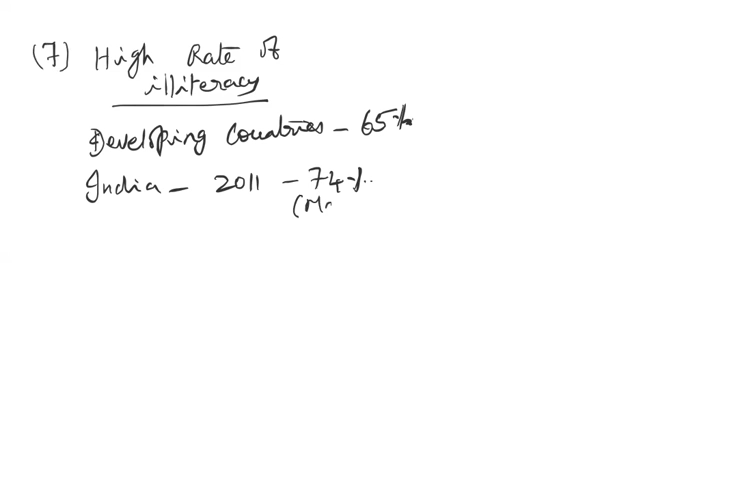 (7) High Rate of
illiteracy
Developing Countries - 65%
India - 2011 - 74%.
(M